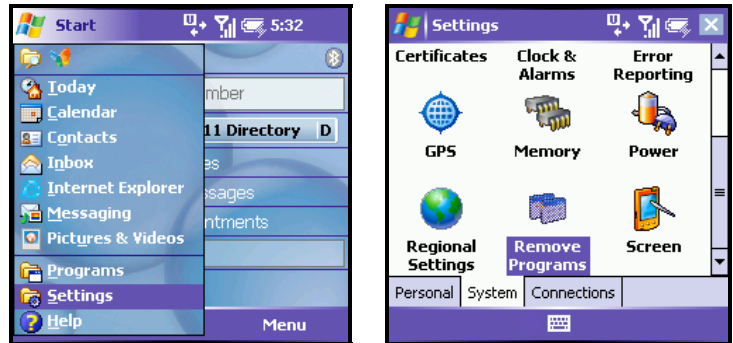 Start 5:32
Today
Calendar
Contacts
Inbox
Internet Explorer
Messaging
Pictures & Videos
Programs
Settings
Help
mber
11 Directory D
es
ssages
ntments
Menu
Settings
Certificates
Clock &
Alarms
Error
Reporting
GPS
Memory
Power
Regional
Settings
Remove
Programs
Screen
Personal System Connections